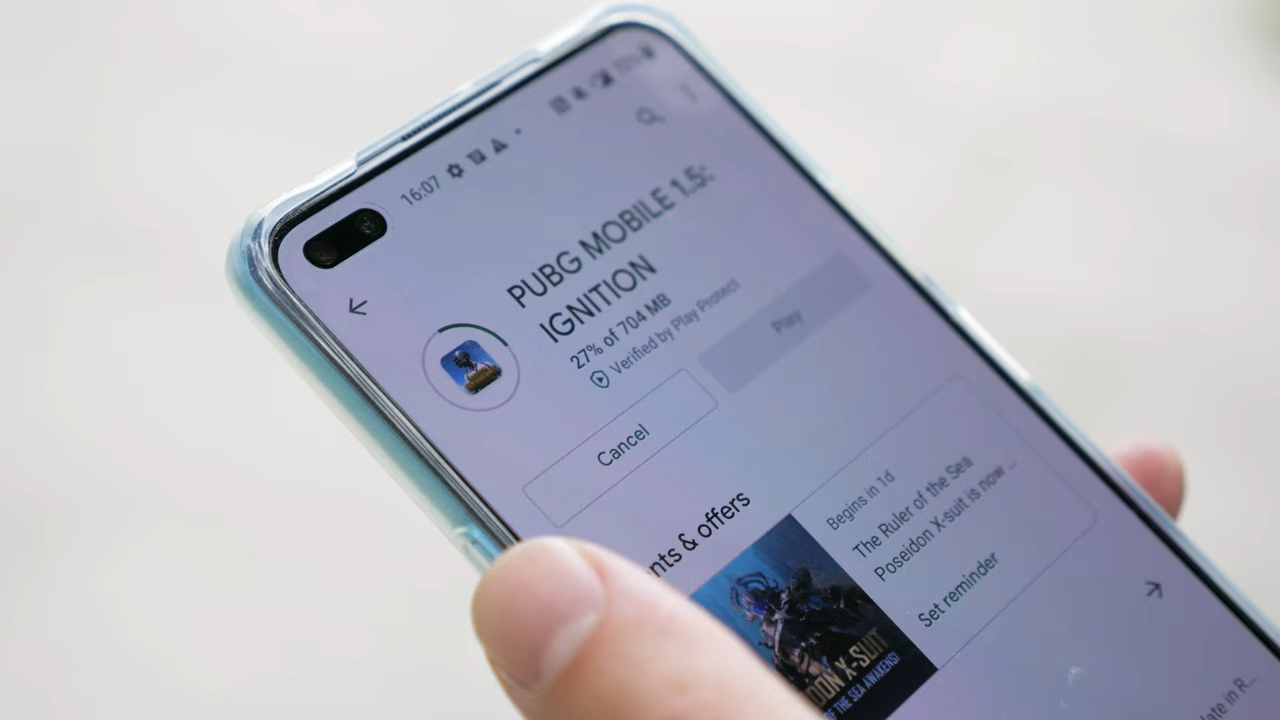 16:07
PUBG MOBILE 1.5:
IGNITION
27% of 704 MB
Verified by Play Protect
Cancel
Play
nts & offers
Begins in 1d
The Ruler of the Sea
Poseidon X-suit is now ...
Set reminder
DON X-SUIT
OF THE SEA AWAKENS!
in R...